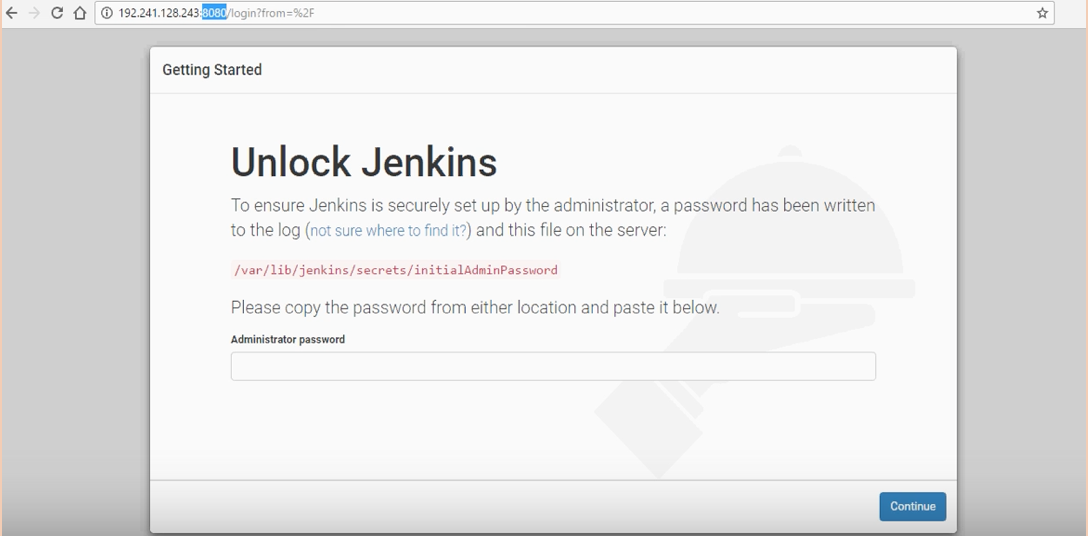 192.241.128.243:8080/login?from=%2F
Getting Started
Unlock Jenkins
To ensure Jenkins is securely set up by the administrator, a password has been written
to the log (not sure where to find it?) and this file on the server:
/var/lib/jenkins/secrets/initialAdminPassword
Please copy the password from either location and paste it below.
Administrator password
Continue